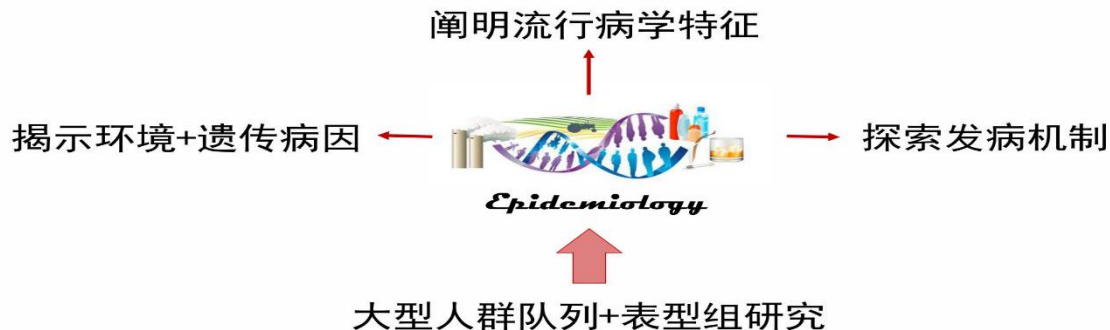 阐明流行病学特征
揭示环境+遗传病因
探索发病机制
Epidemiology
大型人群队列+表型组研究